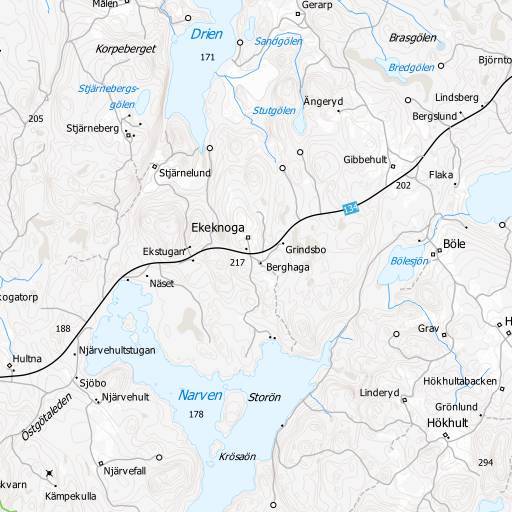 Målen
Gerarp
Drien
Sandgölen
Brasgölen
Korpeberget
171
Bredgölen
Björnto
Stjärnebergs-
gölen
Ängeryd
Lindsberg
Stutgölen
Bergslund
205
Stjärneberg
Gibbehult
Stjärnelund
202
Flaka
134
Ekeknoga
Böle
Ekstugan
Grindsbo
217
Berghaga
Bölesjön
Näset
kogatorp
188
Grav
H
Njärvehultstugan
Hultna
Sjöbo
Hökhultabacken
Narven
Storön
Linderyd
Njärvehult
Östgötaleden
178
Grönlund
Hökhult
Krösaön
Njärvefall
294
skvarn
Kämpekulla